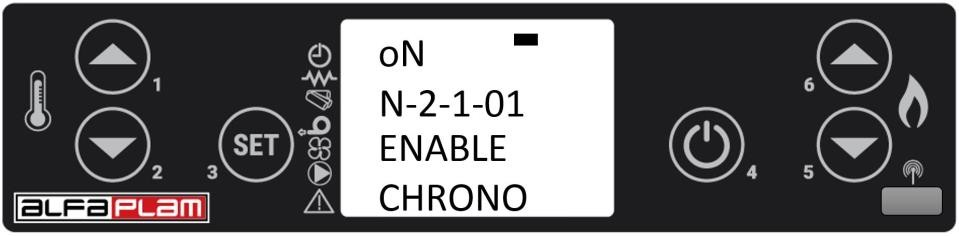 oN
N-2-1-01
ENABLE
CHRONO
1
2
SET
3
4
5
6
ALFAPLAM